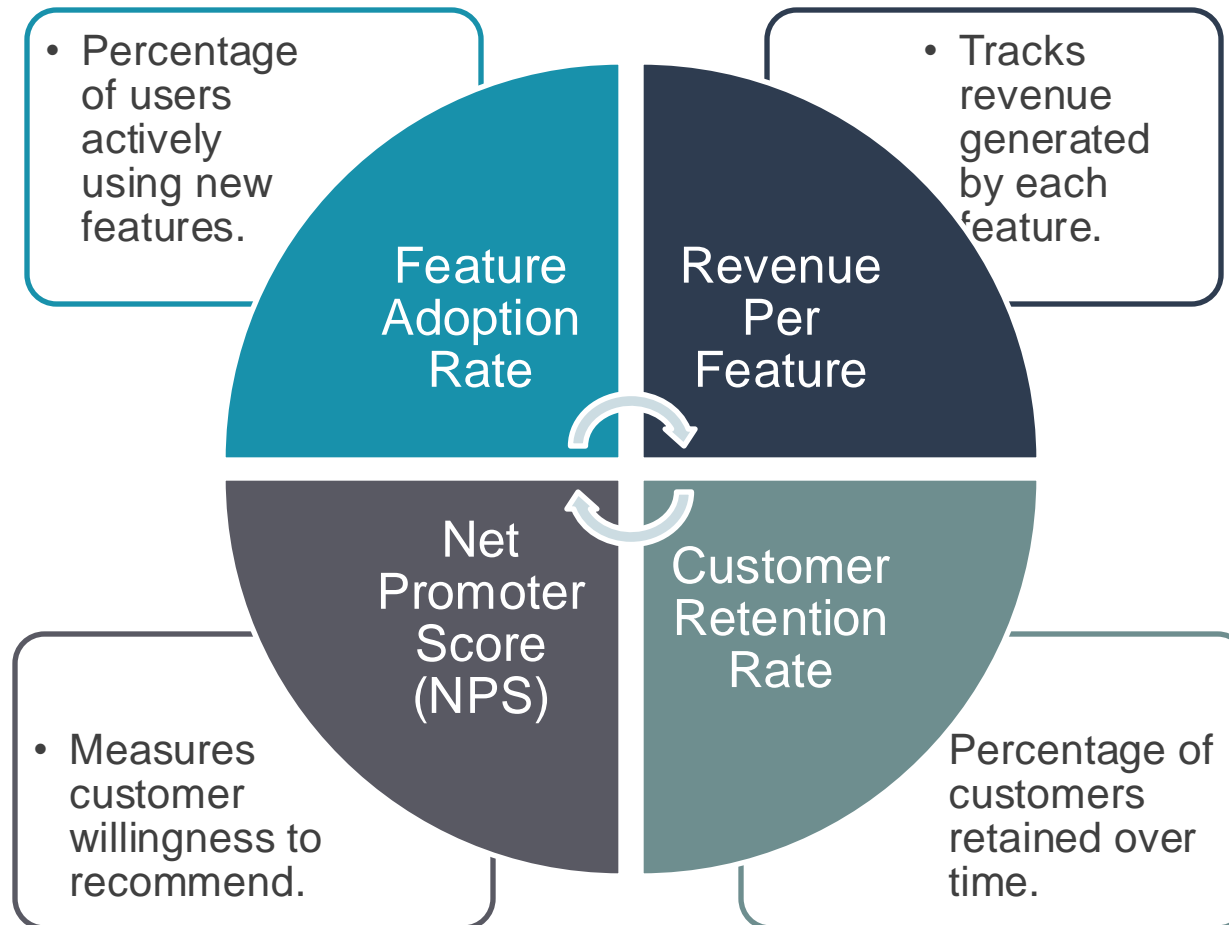 • Percentage
of users
actively
using new
features.
• Tracks
revenue
generated
by each
feature.
Feature
Adoption
Rate
Revenue
Per
Feature
Net
Promoter
Score
(NPS)
Customer
Retention
Rate
• Measures
customer
willingness to
recommend.
Percentage of
customers
retained over
time.